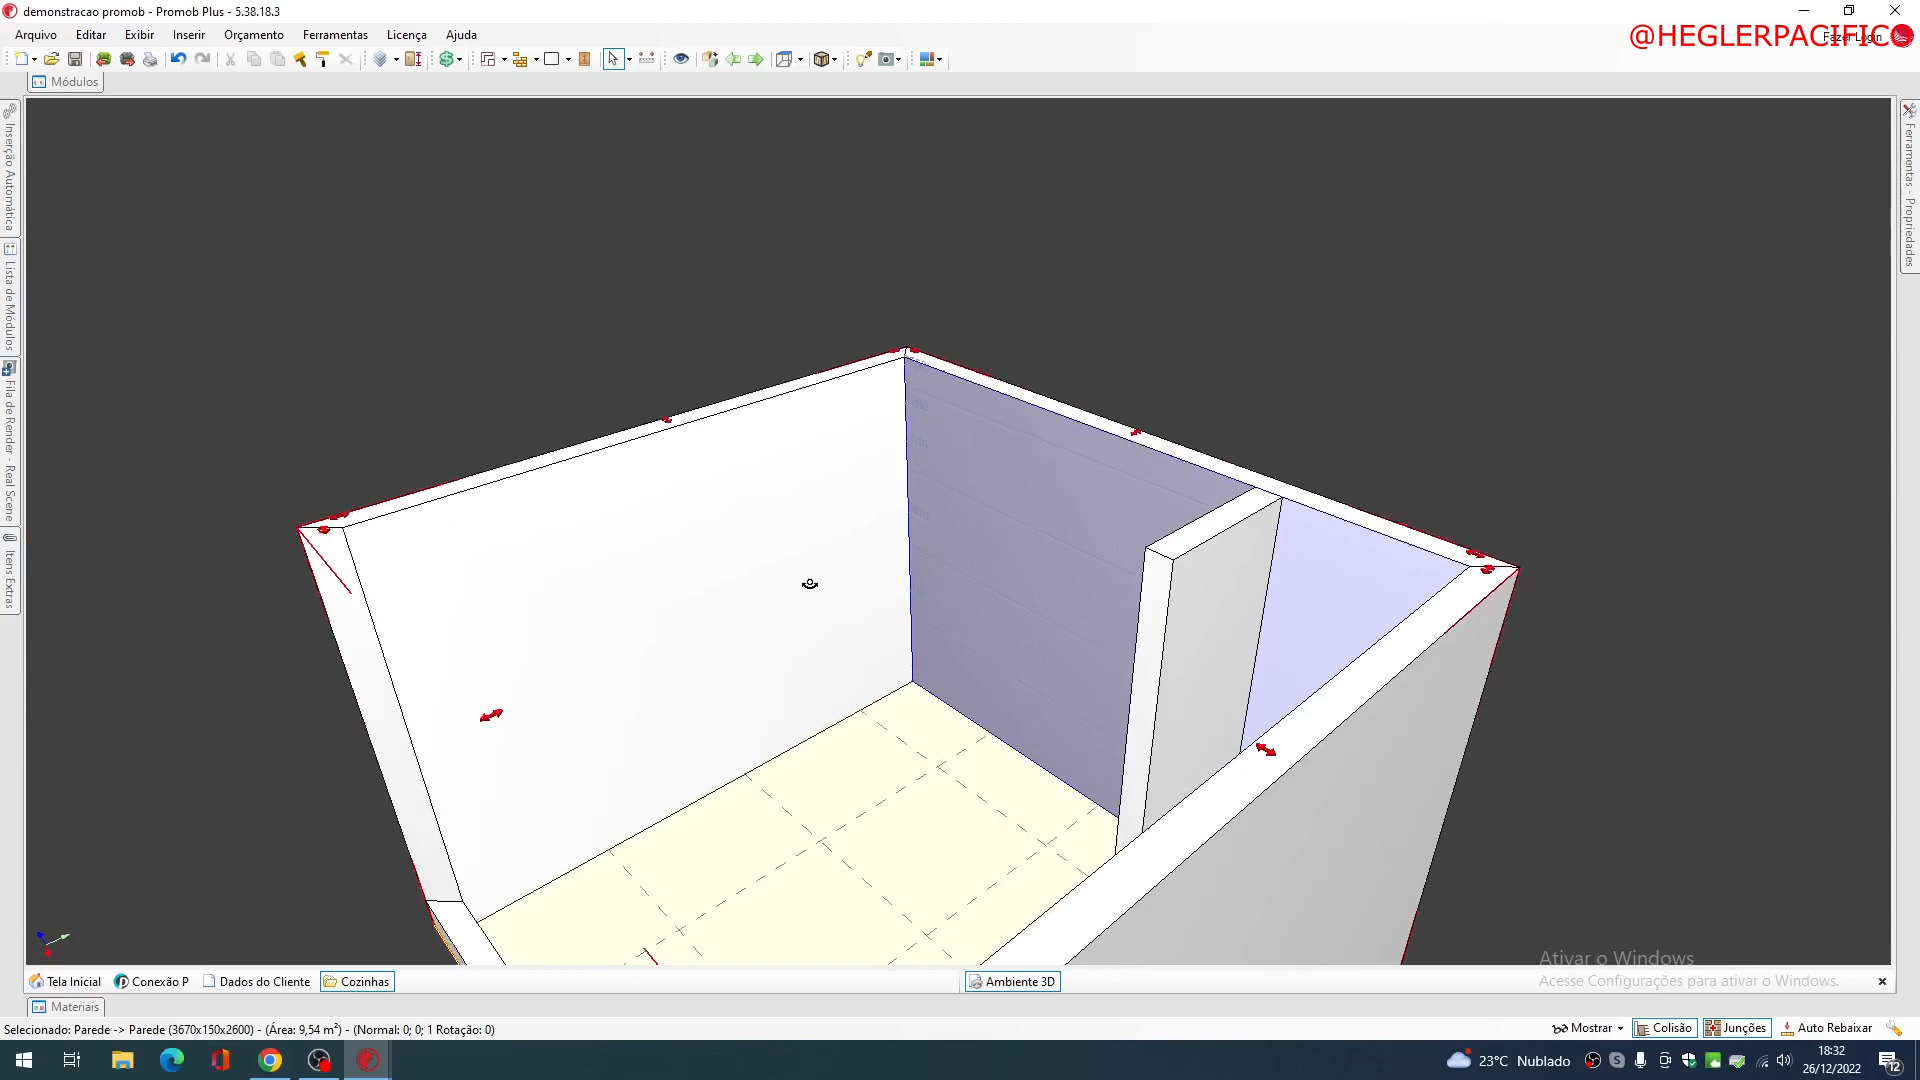 demonstracao promob - Promob Plus - 5.38.18.3
Arquivo Editar Exibir Inserir Orçamento Ferramentas Licença Ajuda
@HEGLERPACIFICO
Fazer Login
Módulos
Inserção Automática
Lista de Módulos
Fila de Render - Real Scene
Itens Extras
Ferramentas - Propriedades
Ativar o Windows
Acesse Configurações para ativar o Windows.
Tela Inicial Conexão P Dados do Cliente Cozinhas Ambiente 3D
Materiais
Selecionado: Parede -> Parede (3670x150x2600) - (Área: 9,54 m²) - (Normal: 0; 0; 1 Rotação: 0)
Mostrar Colisão Junções Auto Rebaixar
23°C Nublado
18:32
26/12/2022
12